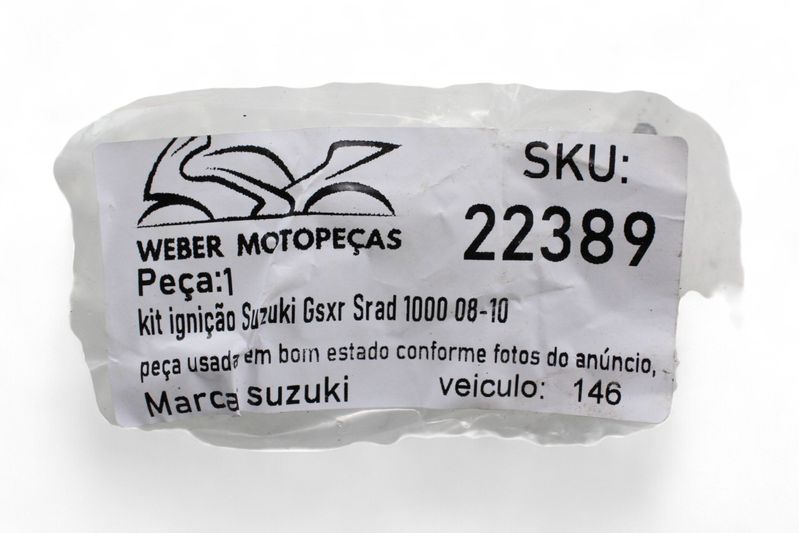 WEBER MOTOPEÇAS
SKU:
22389
Peça:1
kit ignição Suzuki Gsxr Srad 1000 08-10
peça usada em bom estado conforme fotos do anúncio,
Marca suzuki
veiculo: 146